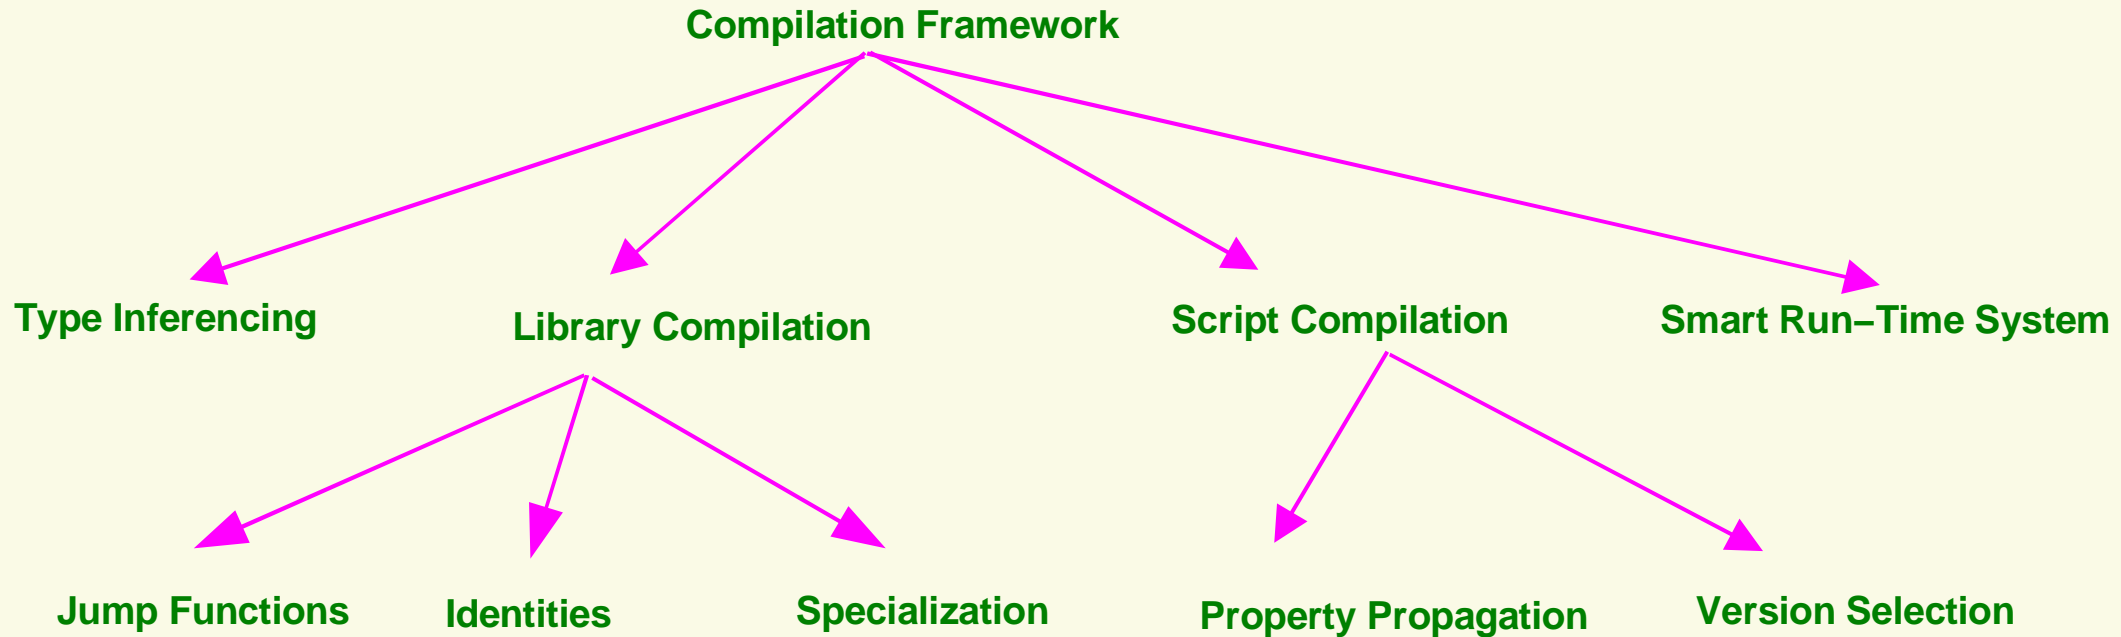 Compilation Framework
Type Inferencing
Library Compilation
Script Compilation
Smart Run−Time System
Jump Functions
Identities
Specialization
Property Propagation
Version Selection